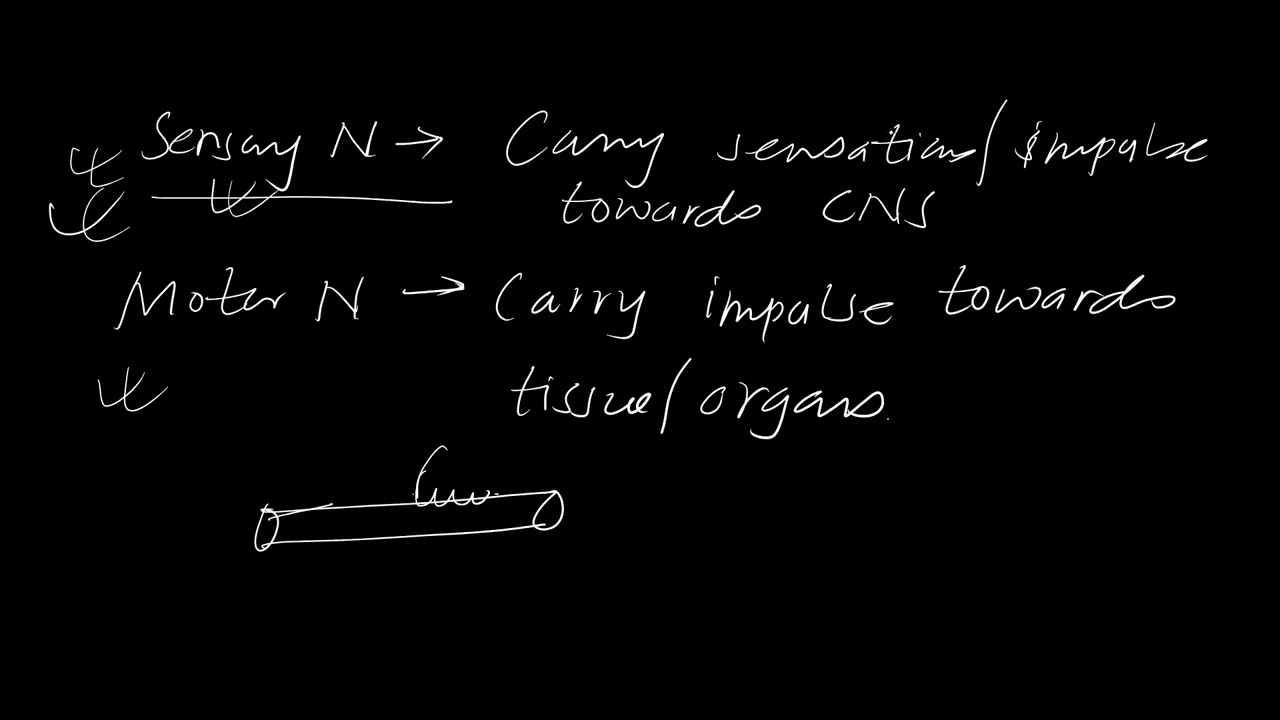 Sensory N → Carry sensation/impulse
towards CNS
Motor N → Carry impulse towards
tissue/organs.